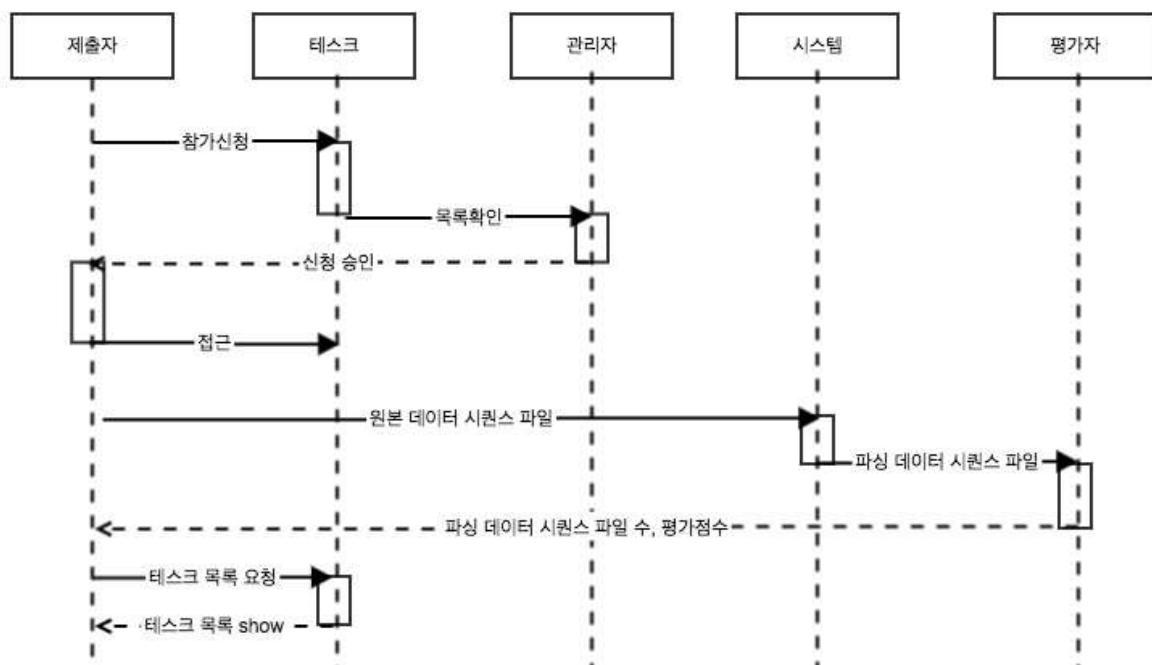 제출자
테스크
관리자
시스템
평가자
참가신청
목록확인
신청 승인
접근
원본 데이터 시퀀스 파일
파싱 데이터 시퀀스 파일
파싱 데이터 시퀀스 파일 수, 평가점수
테스크 목록 요청
테스크 목록 show